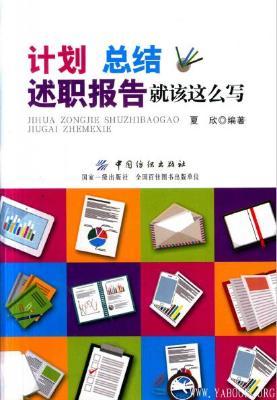 计划 总结
述职报告就该这么写
JIHUA ZONGJIE SHUZHIBAOGAO
JIUGAI ZHEMEXIE
夏 欣◎编著
中国纺织出版社
国家一级出版社 全国百佳图书出版单位
WWW.YABOOK.ORG